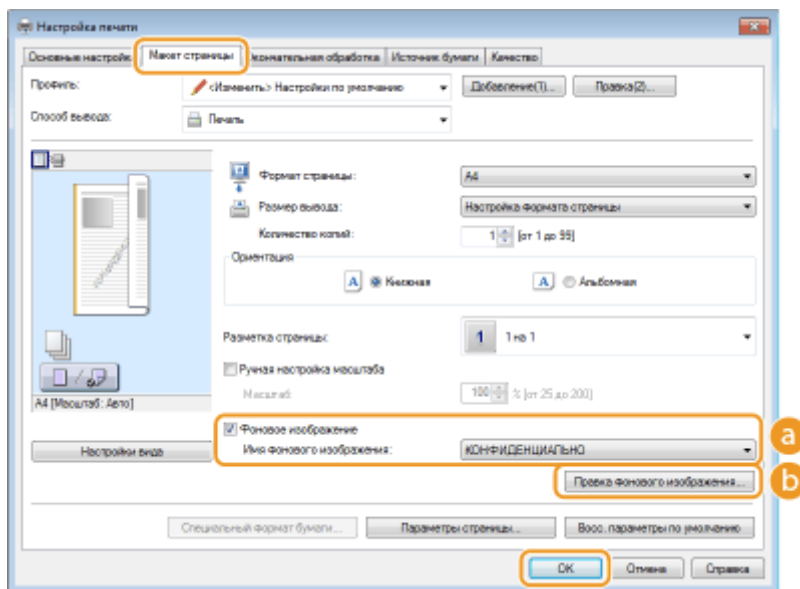 Настройка печати
Основные настройк Макет страницы Окончательная обработка Источник бумаги Качество
Профиль: <Изменить> Настройки по умолчанию Добавление(1)... Правка(2)...
Способ вывода: Печать
Формат страницы: A4
Размер вывода: Настройка формата страницы
Количество копий: 1 [от 1 до 99]
Ориентация
A Книжная A Альбомная
Разметка страницы: 1 1 на 1
Ручная настройка масштаба
Масштаб: 100 % [от 25 до 200]
A4 [Масштаб: Авто]
Фоновое изображение
a
Настройки вида Имя фонового изображения: КОНФИДЕНЦИАЛЬНО
Правка фонового изображения... b
Специальный формат бумаги... Параметры страницы... Восс. параметры по умолчанию
OK Отмена Справка